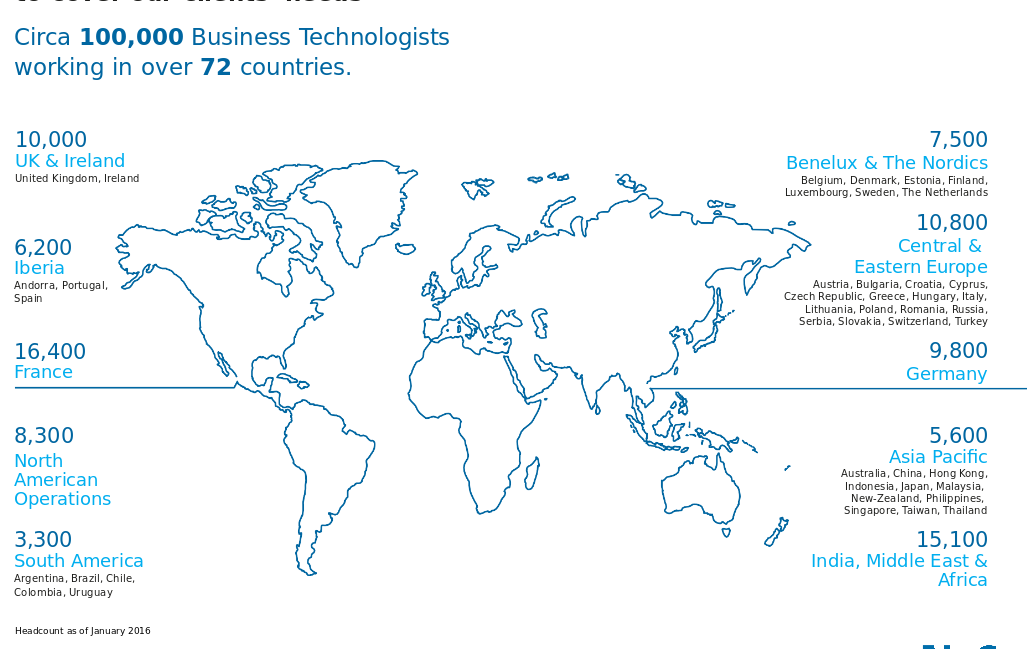 to cover our clients' needs
Circa 100,000 Business Technologists
working in over 72 countries.
10,000
UK & Ireland
United Kingdom, Ireland
6,200
Iberia
Andorra, Portugal,
Spain
16,400
France
8,300
North
American
Operations
3,300
South America
Argentina, Brazil, Chile,
Colombia, Uruguay
7,500
Benelux & The Nordics
Belgium, Denmark, Estonia, Finland,
Luxembourg, Sweden, The Netherlands
10,800
Central &
Eastern Europe
Austria, Bulgaria, Croatia, Cyprus,
Czech Republic, Greece, Hungary, Italy,
Lithuania, Poland, Romania, Russia,
Serbia, Slovakia, Switzerland, Turkey
9,800
Germany
5,600
Asia Pacific
Australia, China, Hong Kong,
Indonesia, Japan, Malaysia,
New-Zealand, Philippines,
Singapore, Taiwan, Thailand
15,100
India, Middle East &
Africa
Headcount as of January 2016